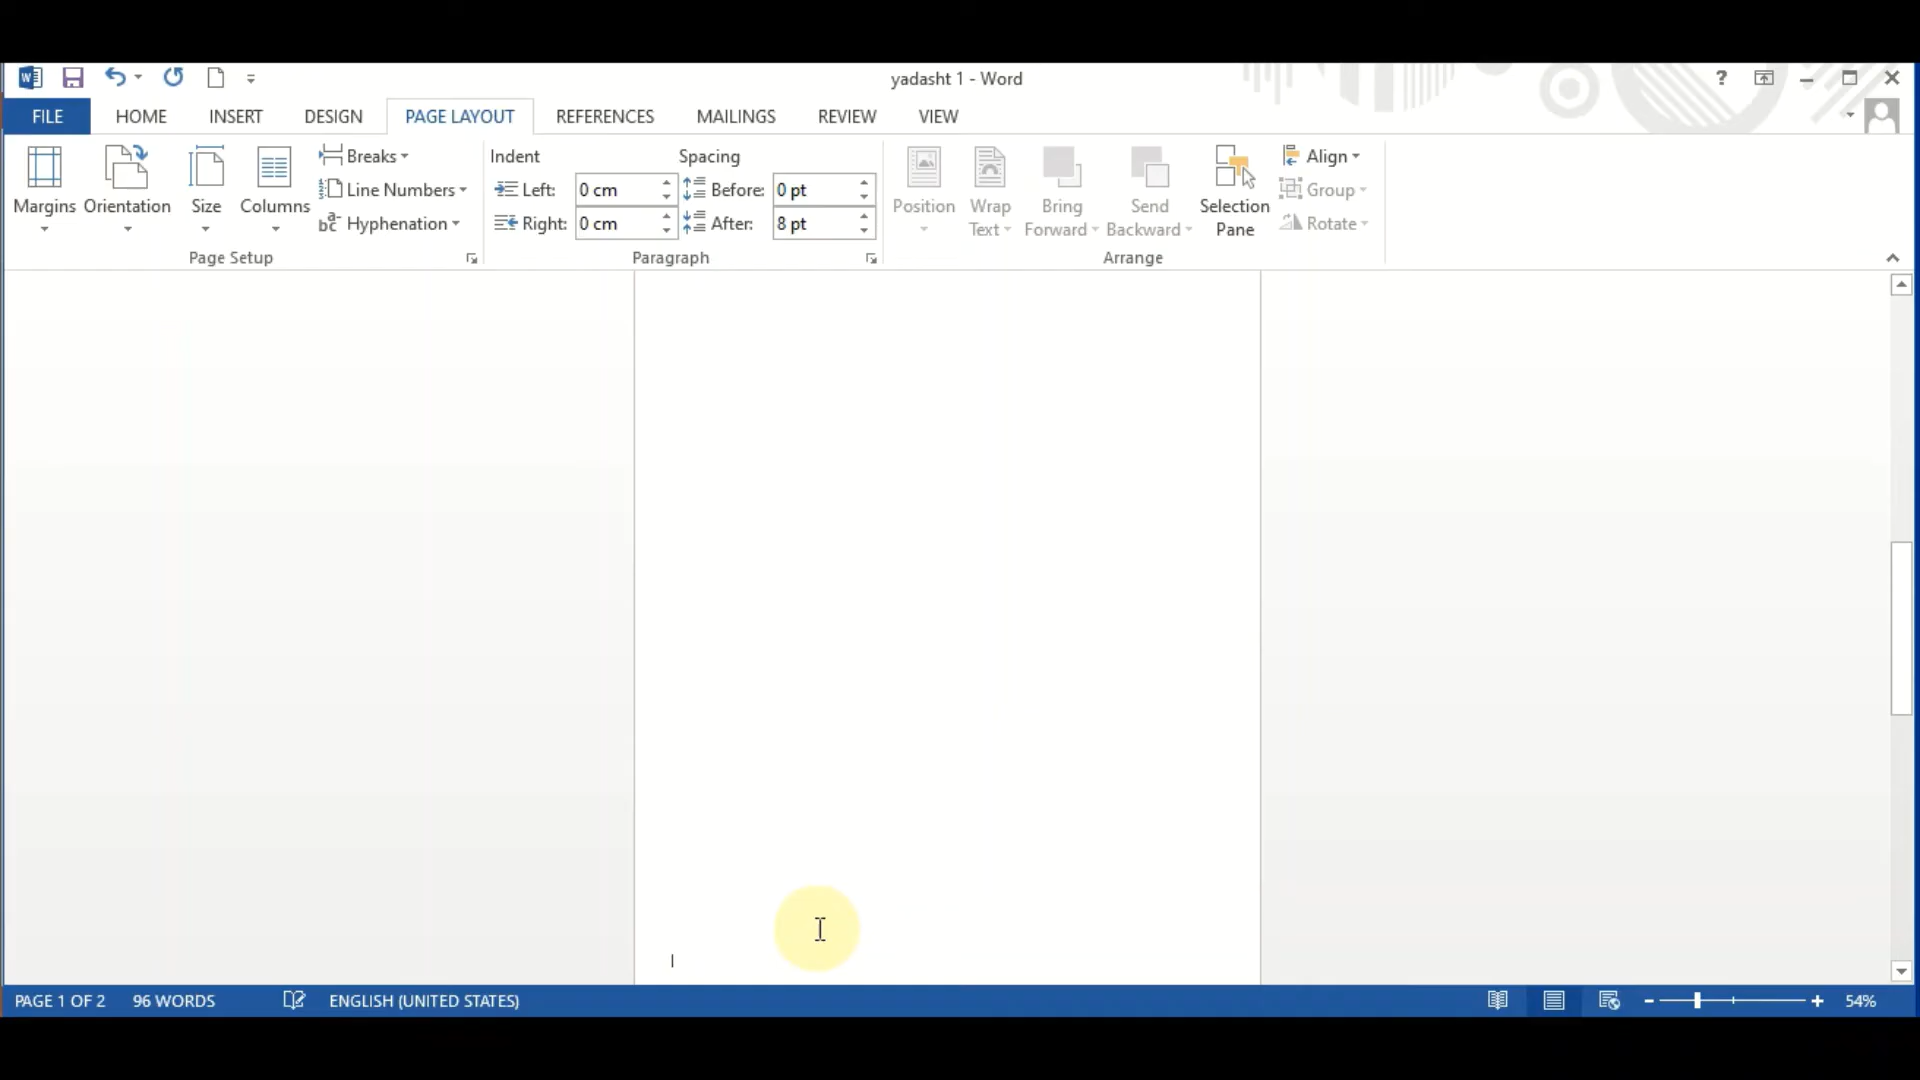 yadasht 1 - Word
?
FILE HOME INSERT DESIGN PAGE LAYOUT REFERENCES MAILINGS REVIEW VIEW
Margins
Orientation
Size
Columns
Breaks
Line Numbers
Hyphenation
Page Setup
Indent
Left: 0 cm
Right: 0 cm
Spacing
Before: 0 pt
After: 8 pt
Paragraph
Position
Wrap
Text
Bring
Forward
Send
Backward
Selection
Pane
Align
Group
Rotate
Arrange
PAGE 1 OF 2 96 WORDS ENGLISH (UNITED STATES) 54%